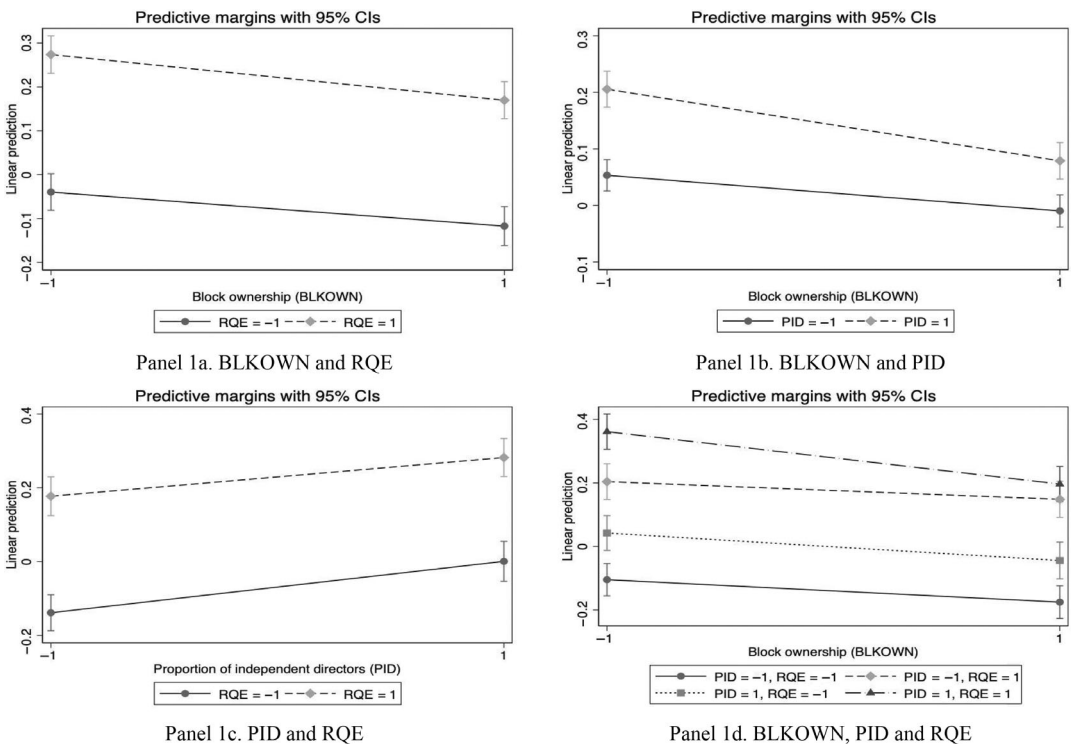 Predictive margins with 95% CIs
Linear prediction
0.3
0.2
0.1
0
−0.1
−0.2
−1
1
Block ownership (BLKOWN)
RQE = −1 RQE = 1
Panel 1a. BLKOWN and RQE
Predictive margins with 95% CIs
Linear prediction
0.3
0.2
0.1
0
−0.1
−1
1
Block ownership (BLKOWN)
PID = −1 PID = 1
Panel 1b. BLKOWN and PID
Predictive margins with 95% CIs
Linear prediction
0.4
0.2
0
−0.2
−1
1
Proportion of independent directors (PID)
RQE = −1 RQE = 1
Panel 1c. PID and RQE
Predictive margins with 95% CIs
Linear prediction
0.4
0.2
0
−0.2
−1
1
Block ownership (BLKOWN)
PID = −1, RQE = −1 PID = −1, RQE = 1
PID = 1, RQE = −1 PID = 1, RQE = 1
Panel 1d. BLKOWN, PID and RQE